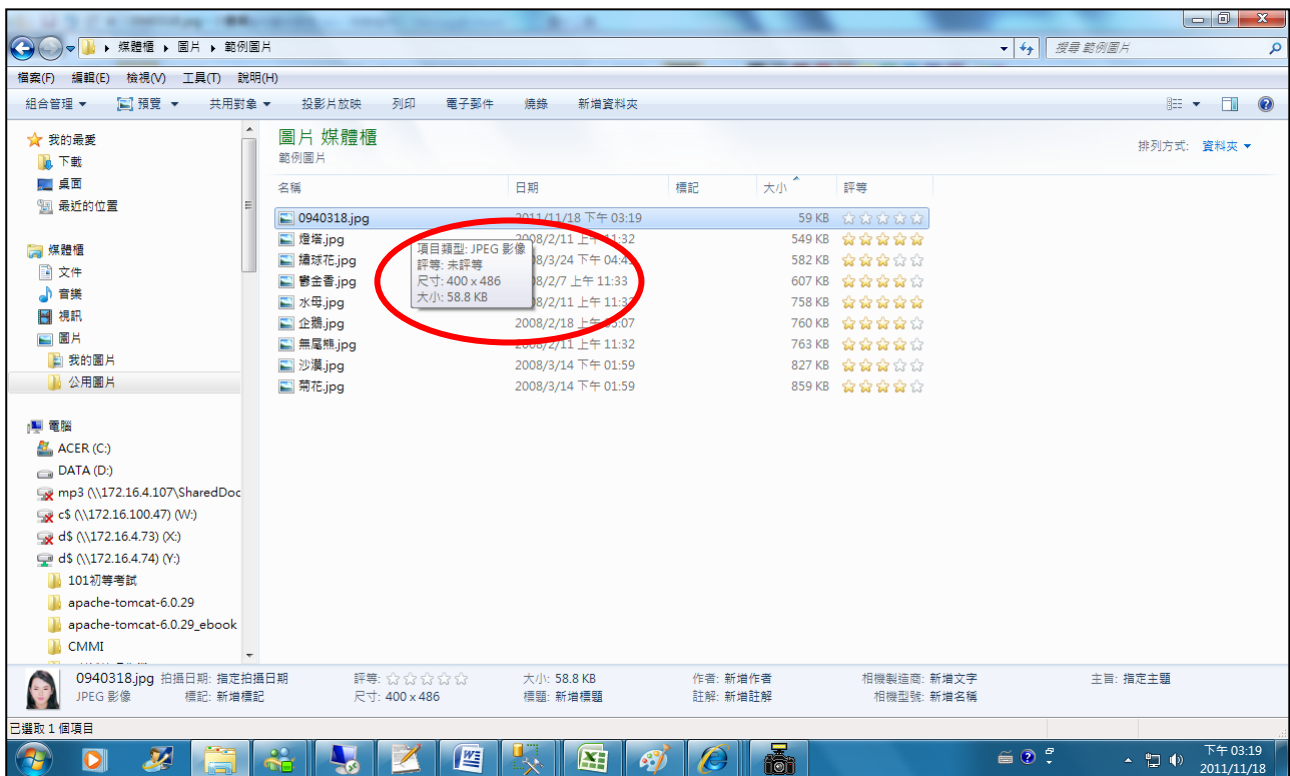 媒體櫃 ▸ 圖片 ▸ 範例圖片
搜尋 範例圖片
檔案(F) 編輯(E) 檢視(V) 工具(T) 說明(H)
組合管理 預覽 共用對象 投影片放映 列印 電子郵件 燒錄 新增資料夾
我的最愛
下載
桌面
最近的位置
媒體櫃
文件
音樂
視訊
圖片
我的圖片
公用圖片
電腦
ACER (C:)
DATA (D:)
mp3 (\\172.16.4.107\SharedDoc
c$ (\\172.16.100.47) (W:)
d$ (\\172.16.4.73) (X:)
d$ (\\172.16.4.74) (Y:)
101初等考試
apache-tomcat-6.0.29
apache-tomcat-6.0.29_ebook
CMMI
圖片 媒體櫃
範例圖片
排列方式: 資料夾
名稱 日期 標記 大小 評等
0940318.jpg 2011/11/18 下午 03:19 59 KB
燈塔.jpg 2008/2/11 上午 11:32 549 KB
繡球花.jpg 2008/3/24 下午 582 KB
鬱金香.jpg 2008/2/7 上午 11:33 607 KB
水母.jpg 2008/2/11 上午 758 KB
企鵝.jpg 2008/2/18 上午 760 KB
無尾熊.jpg 2008/2/11 上午 11:32 763 KB
沙漠.jpg 2008/3/14 下午 01:59 827 KB
菊花.jpg 2008/3/14 下午 01:59 859 KB
項目類型: JPEG 影像
評等: 未評等
尺寸: 400 x 486
大小: 58.8 KB
0940318.jpg 拍攝日期: 指定拍攝日期 評等: 大小: 58.8 KB 作者: 新增作者 相機製造商: 新增文字 主旨: 指定主題
JPEG 影像 標記: 新增標記 尺寸: 400 x 486 標題: 新增標題 註解: 新增註解 相機型號: 新增名稱
已選取 1 個項目
下午 03:19
2011/11/18